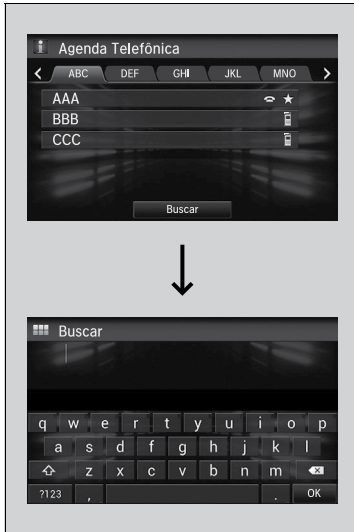 i Agenda Telefônica
< ABC DEF GHI JKL MNO >
AAA
BBB
CCC
Buscar
Buscar
q w e r t y u i o p
a s d f g h j k l
z x c v b n m
?123 , . OK